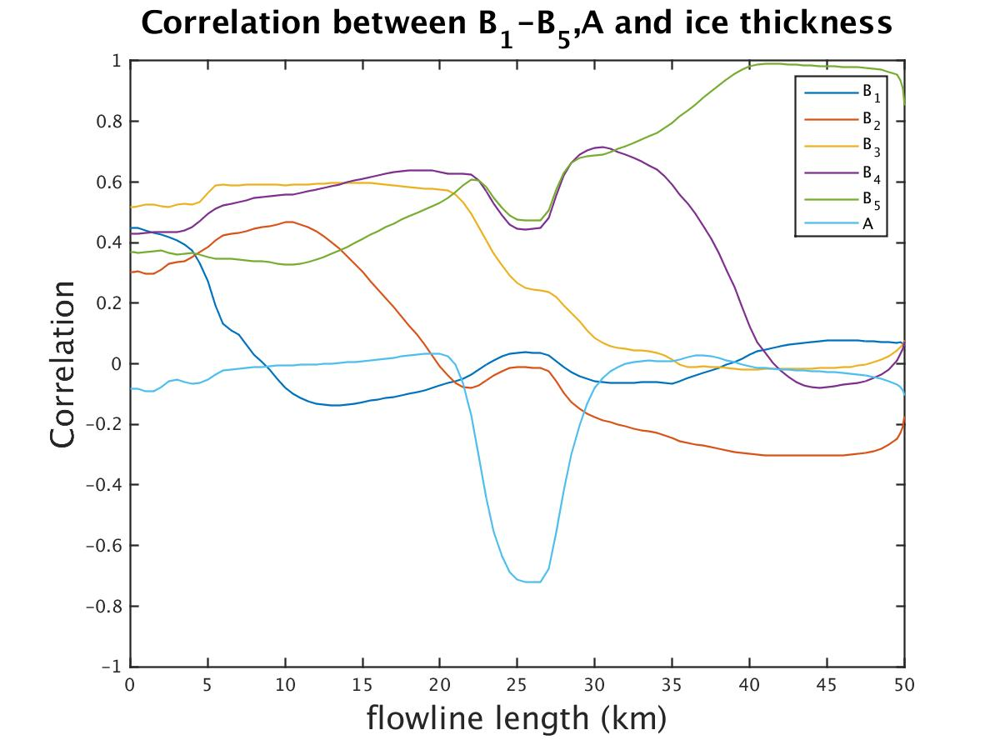 Correlation between B₁−B₅,A and ice thickness
1
0.8
0.6
0.4
0.2
0
−0.2
−0.4
−0.6
−0.8
−1
Correlation
B₁
B₂
B₃
B₄
B₅
A
0 5 10 15 20 25 30 35 40 45 50
flowline length (km)